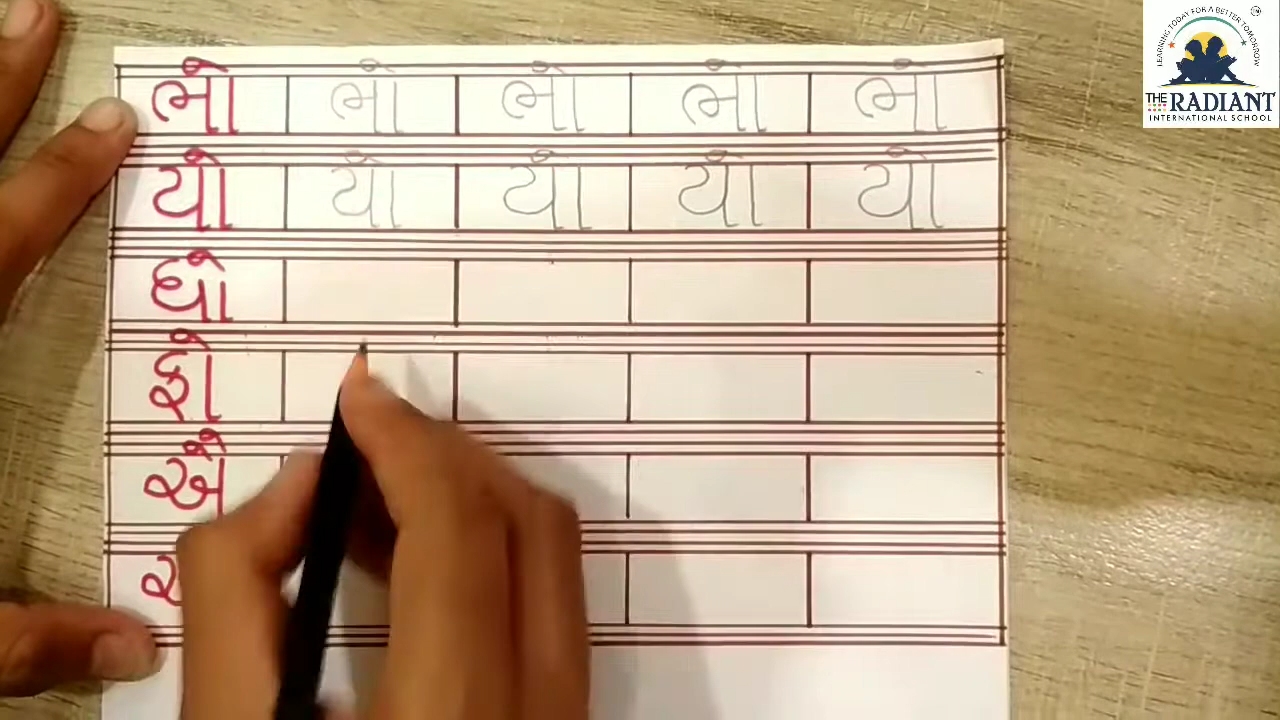 ભો ભો ભો ભો ભો
યો યો યો યો યો
ધો
ફો
ઐ
LEARNING TODAY FOR A BETTER TOMORROW
THE RADIANT
INTERNATIONAL SCHOOL